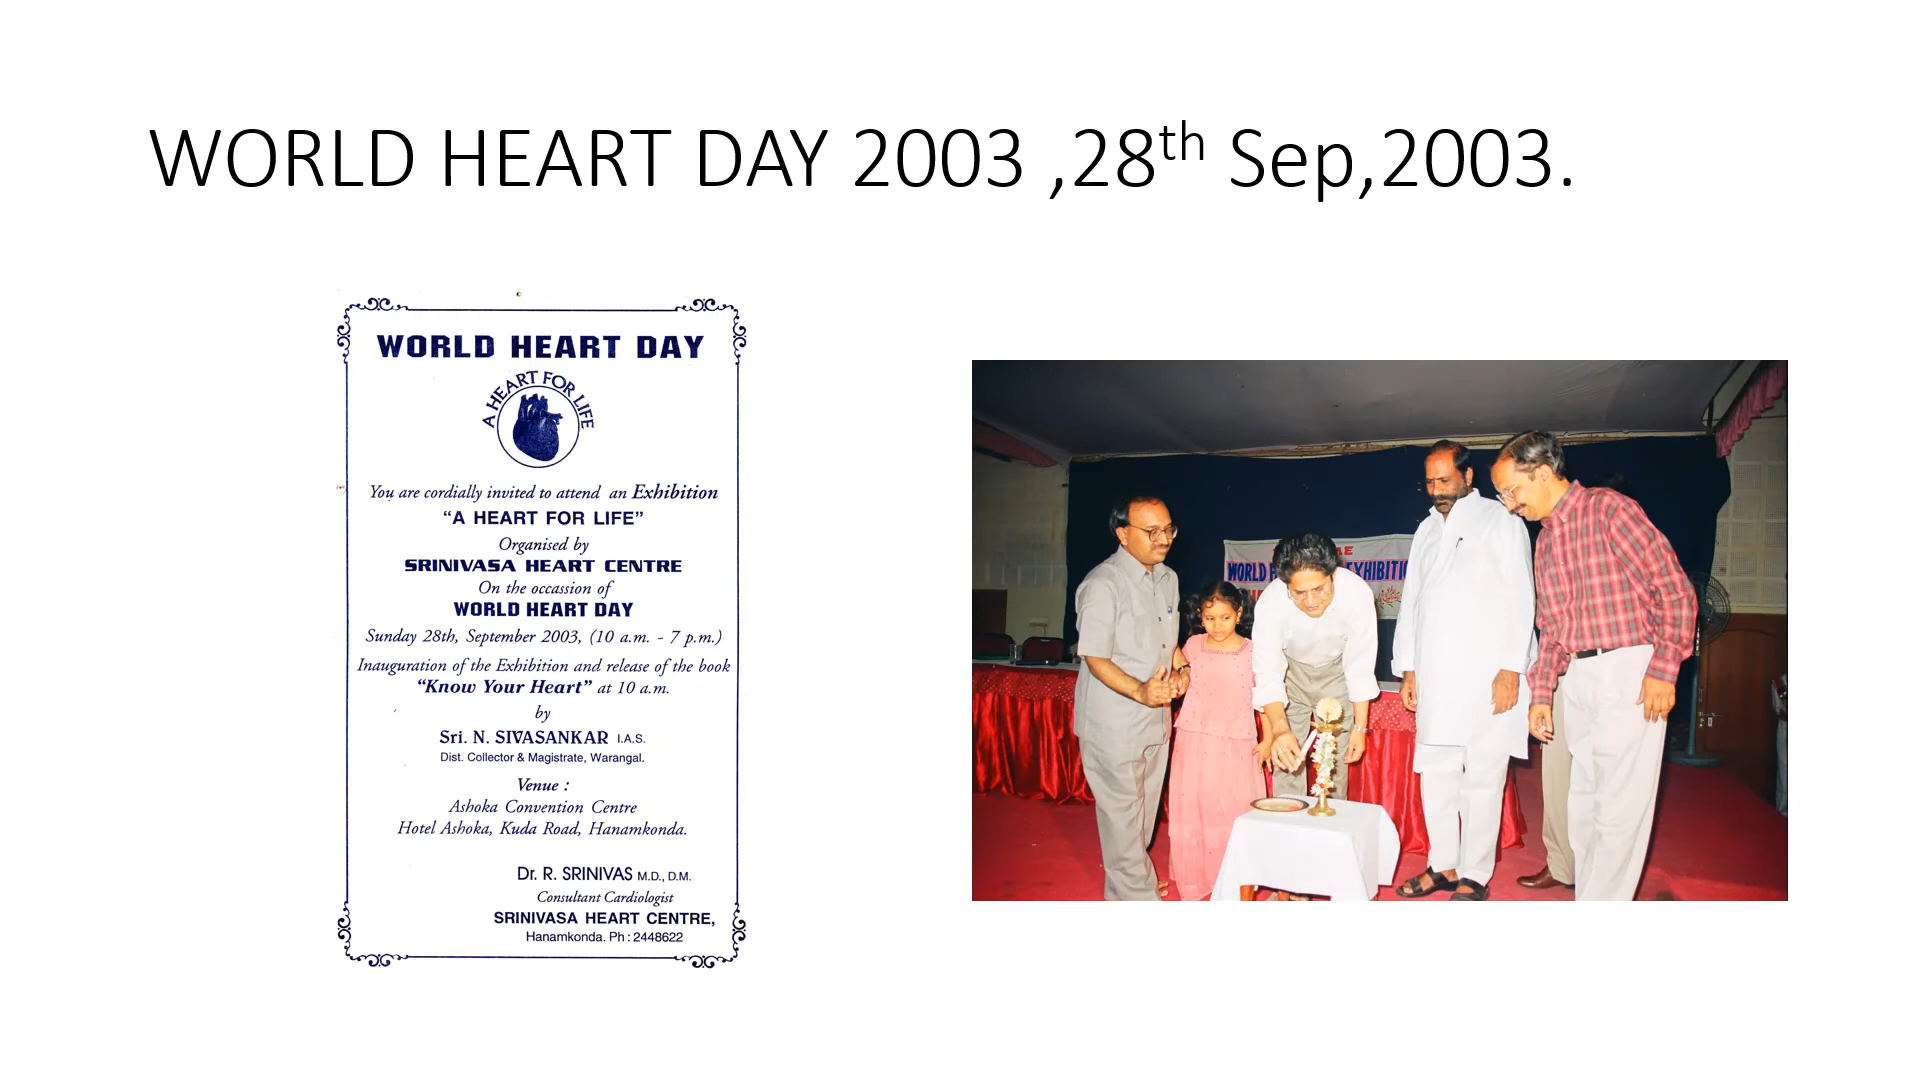 WORLD HEART DAY 2003 ,28th Sep,2003.
WORLD HEART DAY
A HEART FOR LIFE
You are cordially invited to attend an Exhibition
“A HEART FOR LIFE”
Organised by
SRINIVASA HEART CENTRE
On the occassion of
WORLD HEART DAY
Sunday 28th, September 2003, (10 a.m. - 7 p.m.)
Inauguration of the Exhibition and release of the book
“Know Your Heart” at 10 a.m.
by
Sri. N. SIVASANKAR I.A.S.
Dist. Collector & Magistrate, Warangal.
Venue :
Ashoka Convention Centre
Hotel Ashoka, Kuda Road, Hanamkonda.
Dr. R. SRINIVAS M.D., D.M.
Consultant Cardiologist
SRINIVASA HEART CENTRE,
Hanamkonda. Ph : 2448622
WORLD